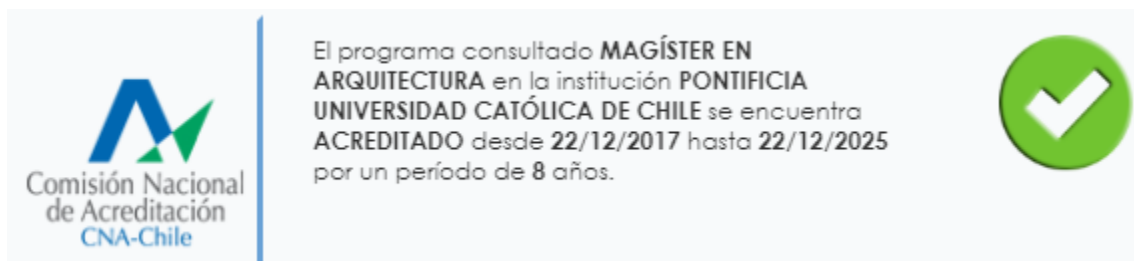 El programa consultado MAGÍSTER EN
ARQUITECTURA en la institución PONTIFICIA
UNIVERSIDAD CATÓLICA DE CHILE se encuentra
ACREDITADO desde 22/12/2017 hasta 22/12/2025
por un período de 8 años.
Comisión Nacional
de Acreditación
CNA-Chile